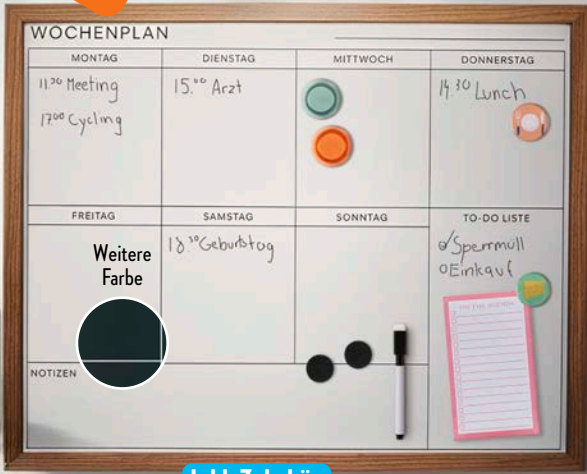 WOCHENPLAN
MONTAG
DIENSTAG
MITTWOCH
DONNERSTAG
11.30 Meeting
17.00 Cycling
15.00 Arzt
14.30 Lunch
FREITAG
SAMSTAG
SONNTAG
TO-DO LISTE
Weitere
Farbe
18.30 Geburtstag
Sperrmüll
Einkauf
NOTIZEN